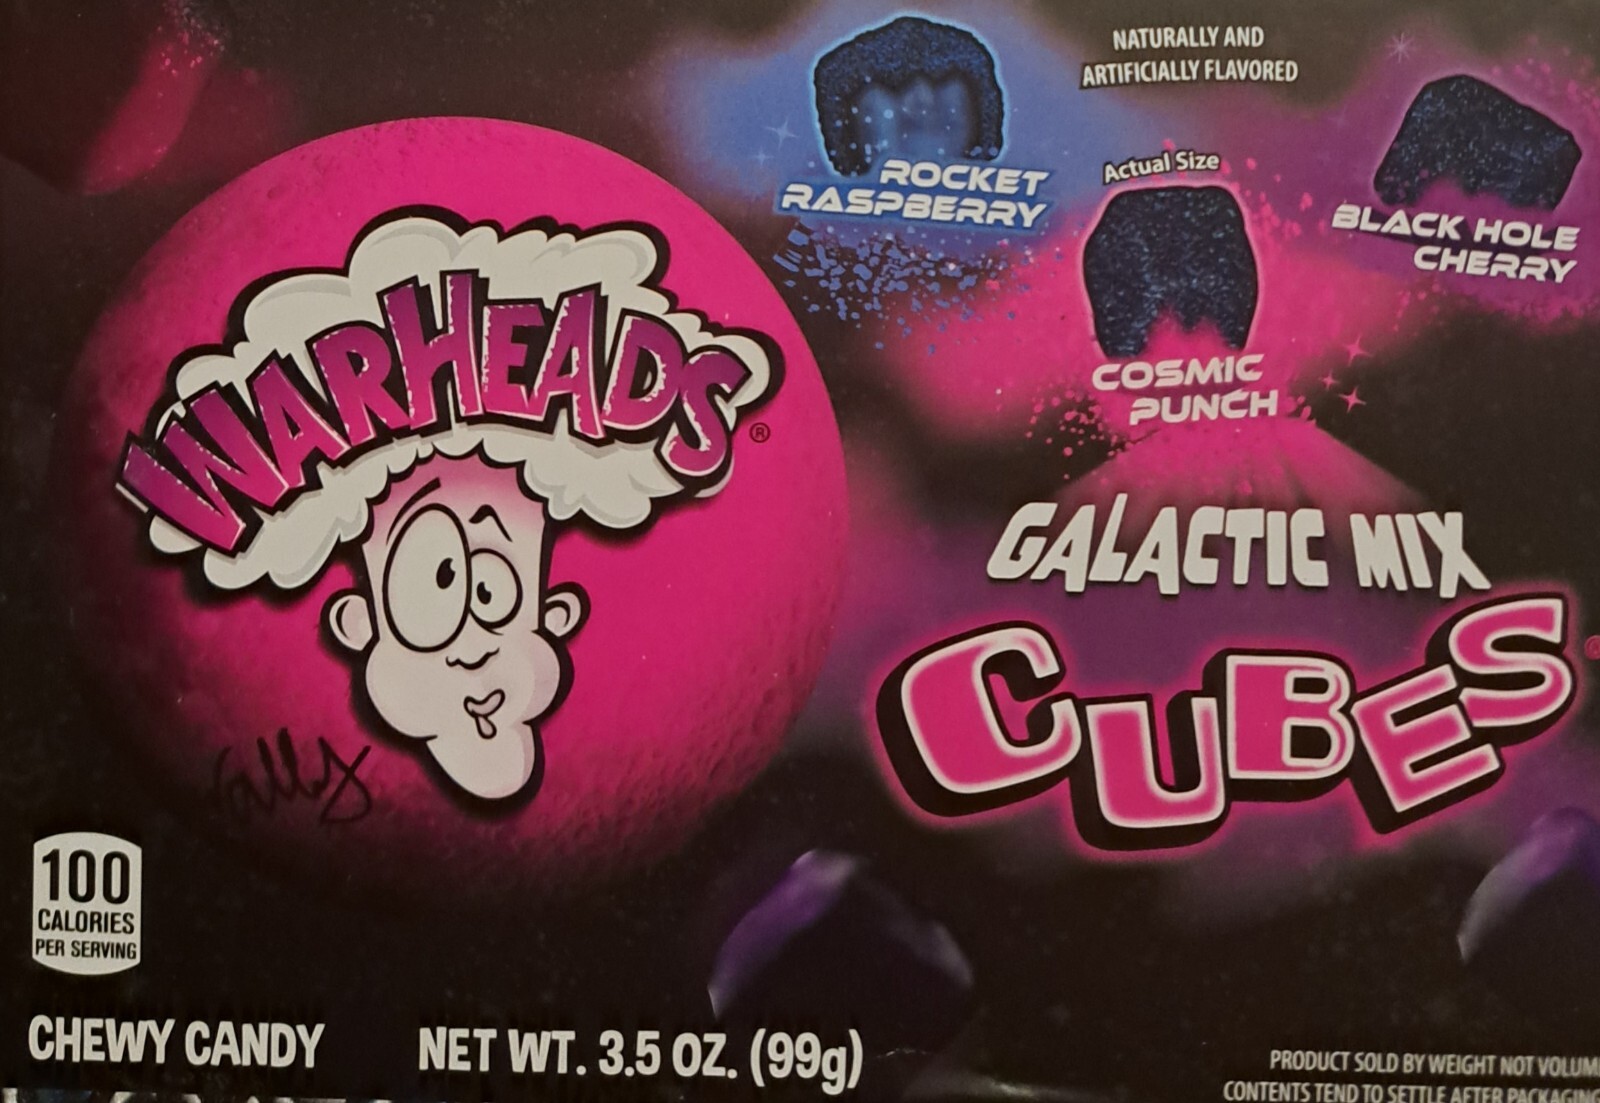 NATURALLY AND
ARTIFICIALLY FLAVORED
ROCKET
RASPBERRY
Actual Size
BLACK HOLE
CHERRY
COSMIC
PUNCH
WARHEADS®
GALACTIC MIX
CUBES
Wally
100
CALORIES
PER SERVING
CHEWY CANDY
NET WT. 3.5 OZ. (99g)
PRODUCT SOLD BY WEIGHT NOT
CONTENTS TEND TO SETTLE AFTER